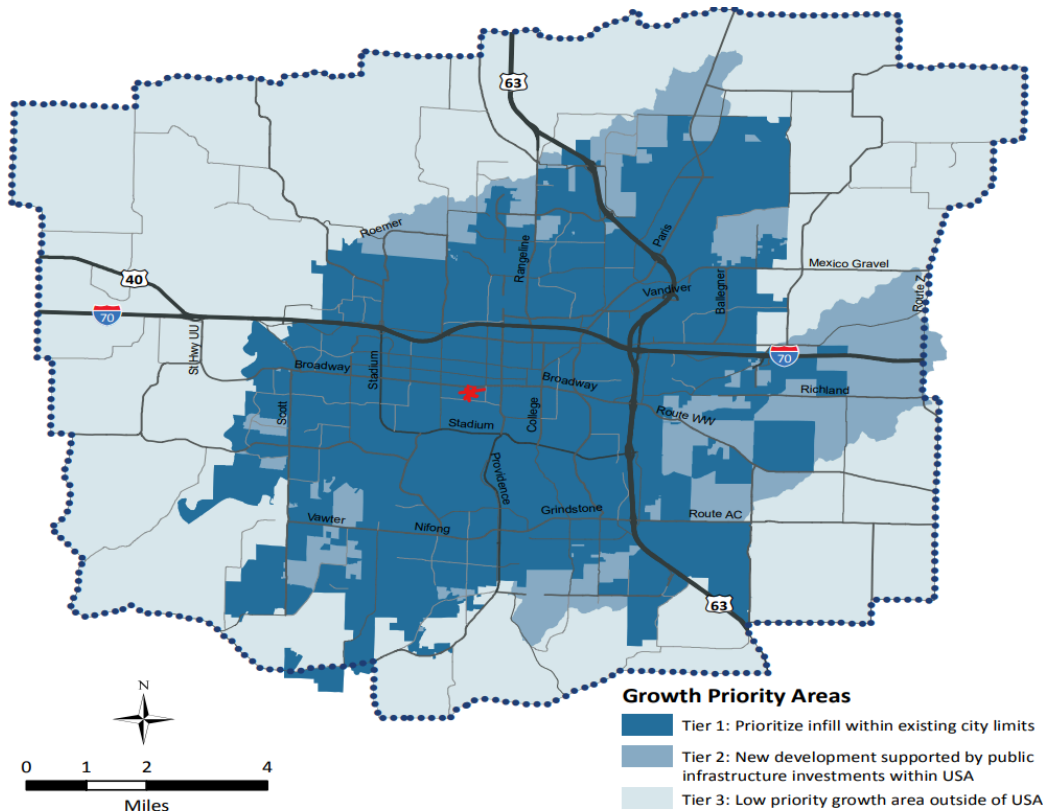 63
Roemer
Rangeline
Paris
Mexico Gravel
40
Vandiver
Ballegner
Route Z
70
St Hwy UU
Broadway
Stadium
Broadway
70
Richland
Scott
Stadium
College
Route WW
Providence
Vawter
Nifong
Grindstone
Route AC
63
N
0 1 2 4
Miles
Growth Priority Areas
Tier 1: Prioritize infill within existing city limits
Tier 2: New development supported by public
infrastructure investments within USA
Tier 3: Low priority growth area outside of USA